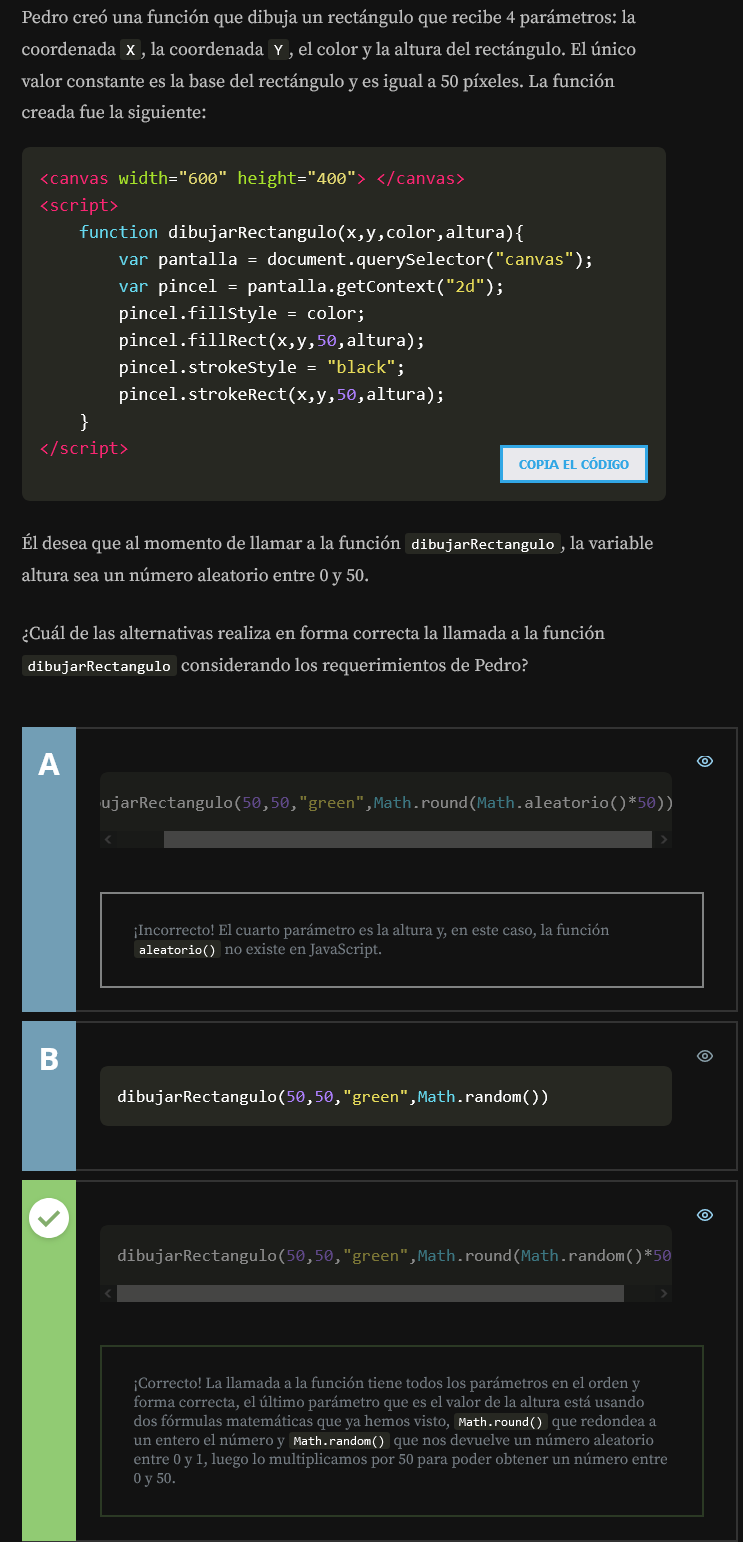 Pedro creó una función que dibuja un rectángulo que recibe 4 parámetros: la
coordenada X, la coordenada Y, el color y la altura del rectángulo. El único
valor constante es la base del rectángulo y es igual a 50 píxeles. La función
creada fue la siguiente:
<canvas width="600" height="400"> </canvas>
<script>
    function dibujarRectangulo(x,y,color,altura){
        var pantalla = document.querySelector("canvas");
        var pincel = pantalla.getContext("2d");
        pincel.fillStyle = color;
        pincel.fillRect(x,y,50,altura);
        pincel.strokeStyle = "black";
        pincel.strokeRect(x,y,50,altura);
    }
</script>
COPIA EL CÓDIGO
Él desea que al momento de llamar a la función dibujarRectangulo, la variable
altura sea un número aleatorio entre 0 y 50.
¿Cuál de las alternativas realiza en forma correcta la llamada a la función
dibujarRectangulo considerando los requerimientos de Pedro?
A
ujarRectangulo(50,50,"green",Math.round(Math.aleatorio()*50))
¡Incorrecto! El cuarto parámetro es la altura y, en este caso, la función
aleatorio() no existe en JavaScript.
B
dibujarRectangulo(50,50,"green",Math.random())
dibujarRectangulo(50,50,"green",Math.round(Math.random()*50
¡Correcto! La llamada a la función tiene todos los parámetros en el orden y
forma correcta, el último parámetro que es el valor de la altura está usando
dos fórmulas matemáticas que ya hemos visto, Math.round() que redondea a
un entero el número y Math.random() que nos devuelve un número aleatorio
entre 0 y 1, luego lo multiplicamos por 50 para poder obtener un número entre
0 y 50.